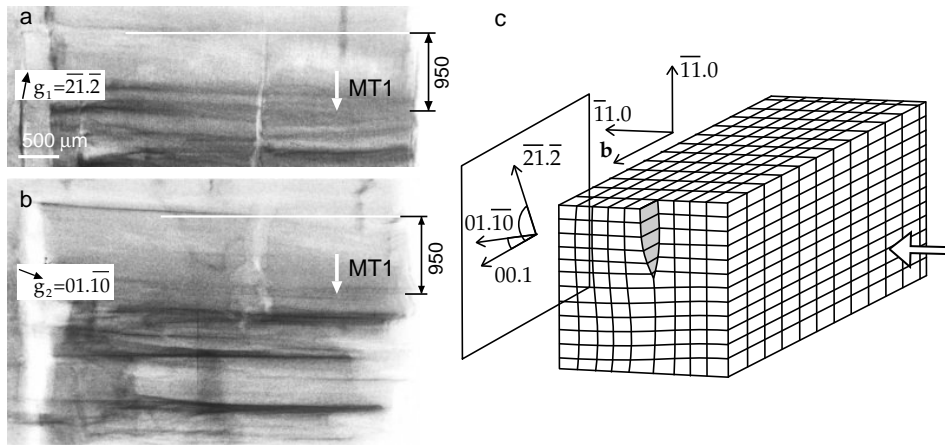 a
g₁=2̅1̅.2̅
500 μm
MT1
950
b
g₂=01.1̅0̅
MT1
950
c
1̅1̅.0
1̅1.0
b
2̅1̅.2̅
01.1̅0̅
00.1